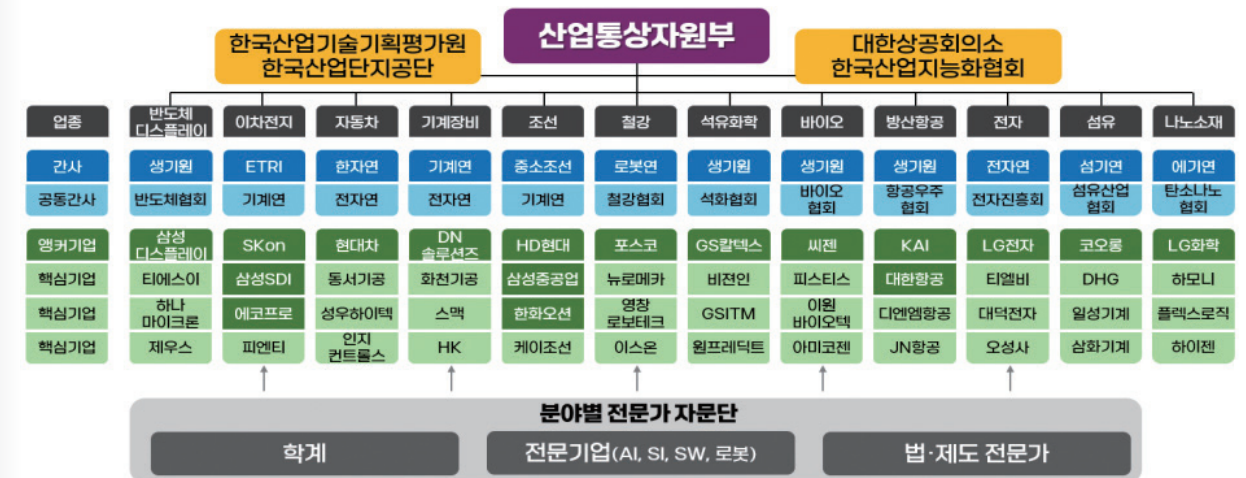 산업통상자원부
한국산업기술기획평가원
한국산업단지공단
대한상공회의소
한국산업지능화협회
업종 반도체 디스플레이 이차전지 자동차 기계장비 조선 철강 석유화학 바이오 방산항공 전자 섬유 나노소재
간사 생기원 ETRI 한자연 기계연 중소조선 로봇연 생기원 생기원 생기원 전자연 섬기연 에기연
공동간사 반도체협회 기계연 전자연 전자연 기계연 철강협회 석화협회 바이오 협회 항공우주 협회 전자진흥회 섬유산업 협회 탄소나노 협회
앵커기업 삼성 디스플레이 SKon 현대차 DN 솔루션즈 HD현대 포스코 GS칼텍스 씨젠 KAI LG전자 코오롱 LG화학
핵심기업 티에스이 삼성SDI 동서기공 화천기공 삼성중공업 뉴로메카 비젼인 피스티스 대한항공 티엘비 DHG 하모니
핵심기업 하나 마이크론 에코프로 성우하이텍 스맥 한화오션 영창 로보테크 GSITM 이원 바이오텍 디엔엠항공 대덕전자 일성기계 플렉스로직
핵심기업 제우스 피엔티 인지 컨트롤스 HK 케이조선 이스온 원프레딕트 아미코젠 JN항공 오성사 삼화기계 하이젠
분야별 전문가 자문단
학계 전문기업(AI, SI, SW, 로봇) 법·제도 전문가